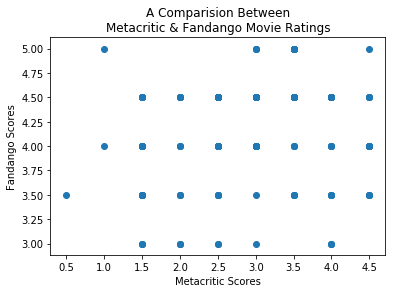 A Comparision Between
Metacritic & Fandango Movie Ratings
Fandango Scores
5.00
4.75
4.50
4.25
4.00
3.75
3.50
3.25
3.00
0.5 1.0 1.5 2.0 2.5 3.0 3.5 4.0 4.5
Metacritic Scores